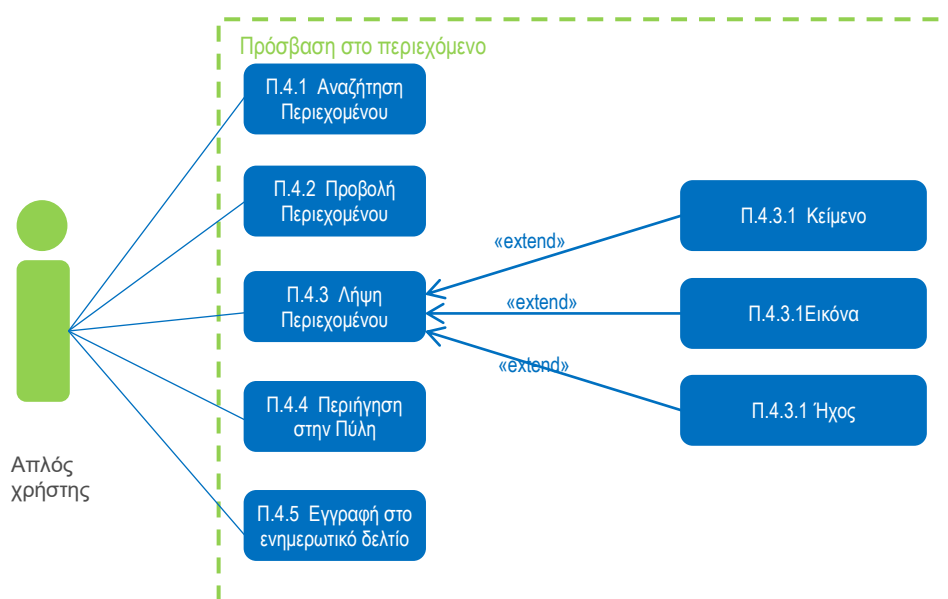 Πρόσβαση στο περιεχόμενο
Π.4.1 Αναζήτηση
Περιεχομένου
Π.4.2 Προβολή
Περιεχομένου
Π.4.3 Λήψη
Περιεχομένου
Π.4.4 Περιήγηση
στην Πύλη
Π.4.5 Εγγραφή στο
ενημερωτικό δελτίο
Απλός
χρήστης
«extend»
«extend»
«extend»
Π.4.3.1 Κείμενο
Π.4.3.1Εικόνα
Π.4.3.1 Ήχος